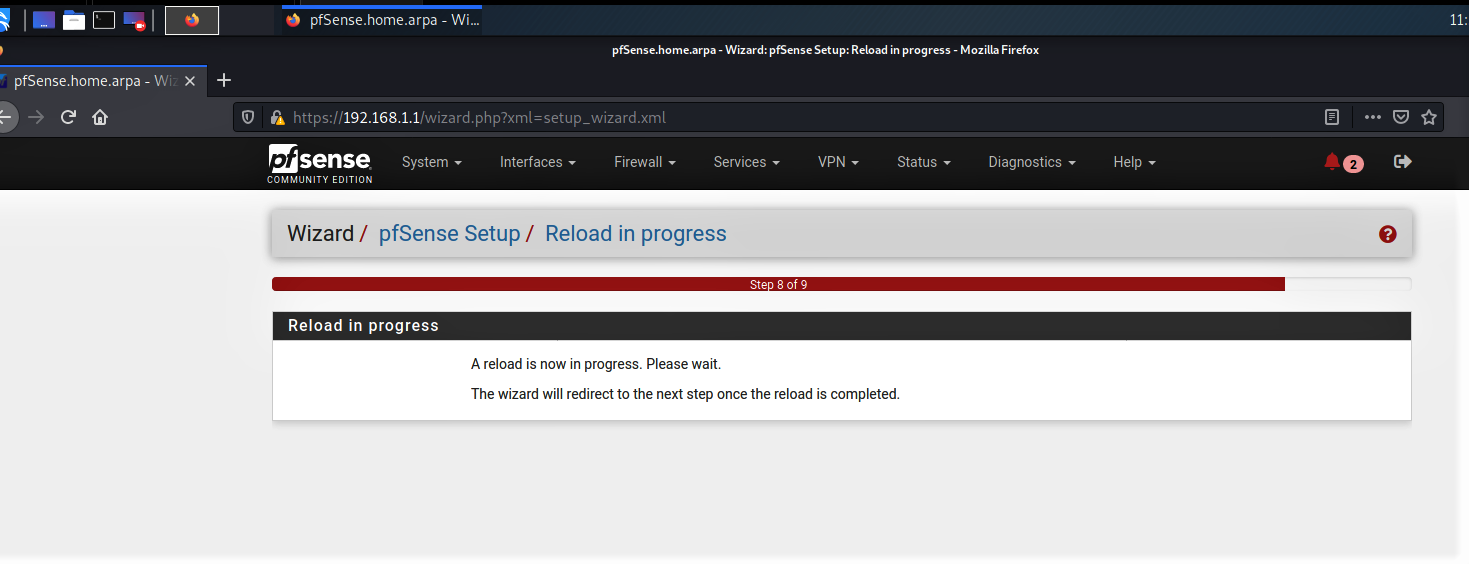 pfSense.home.arpa - Wi...
11:
pfSense.home.arpa - Wizard: pfSense Setup: Reload in progress - Mozilla Firefox
pfSense.home.arpa - Wiz
https://192.168.1.1/wizard.php?xml=setup_wizard.xml
pfsense
COMMUNITY EDITION
System
Interfaces
Firewall
Services
VPN
Status
Diagnostics
Help
2
Wizard / pfSense Setup / Reload in progress
?
Step 8 of 9
Reload in progress
A reload is now in progress. Please wait.
The wizard will redirect to the next step once the reload is completed.